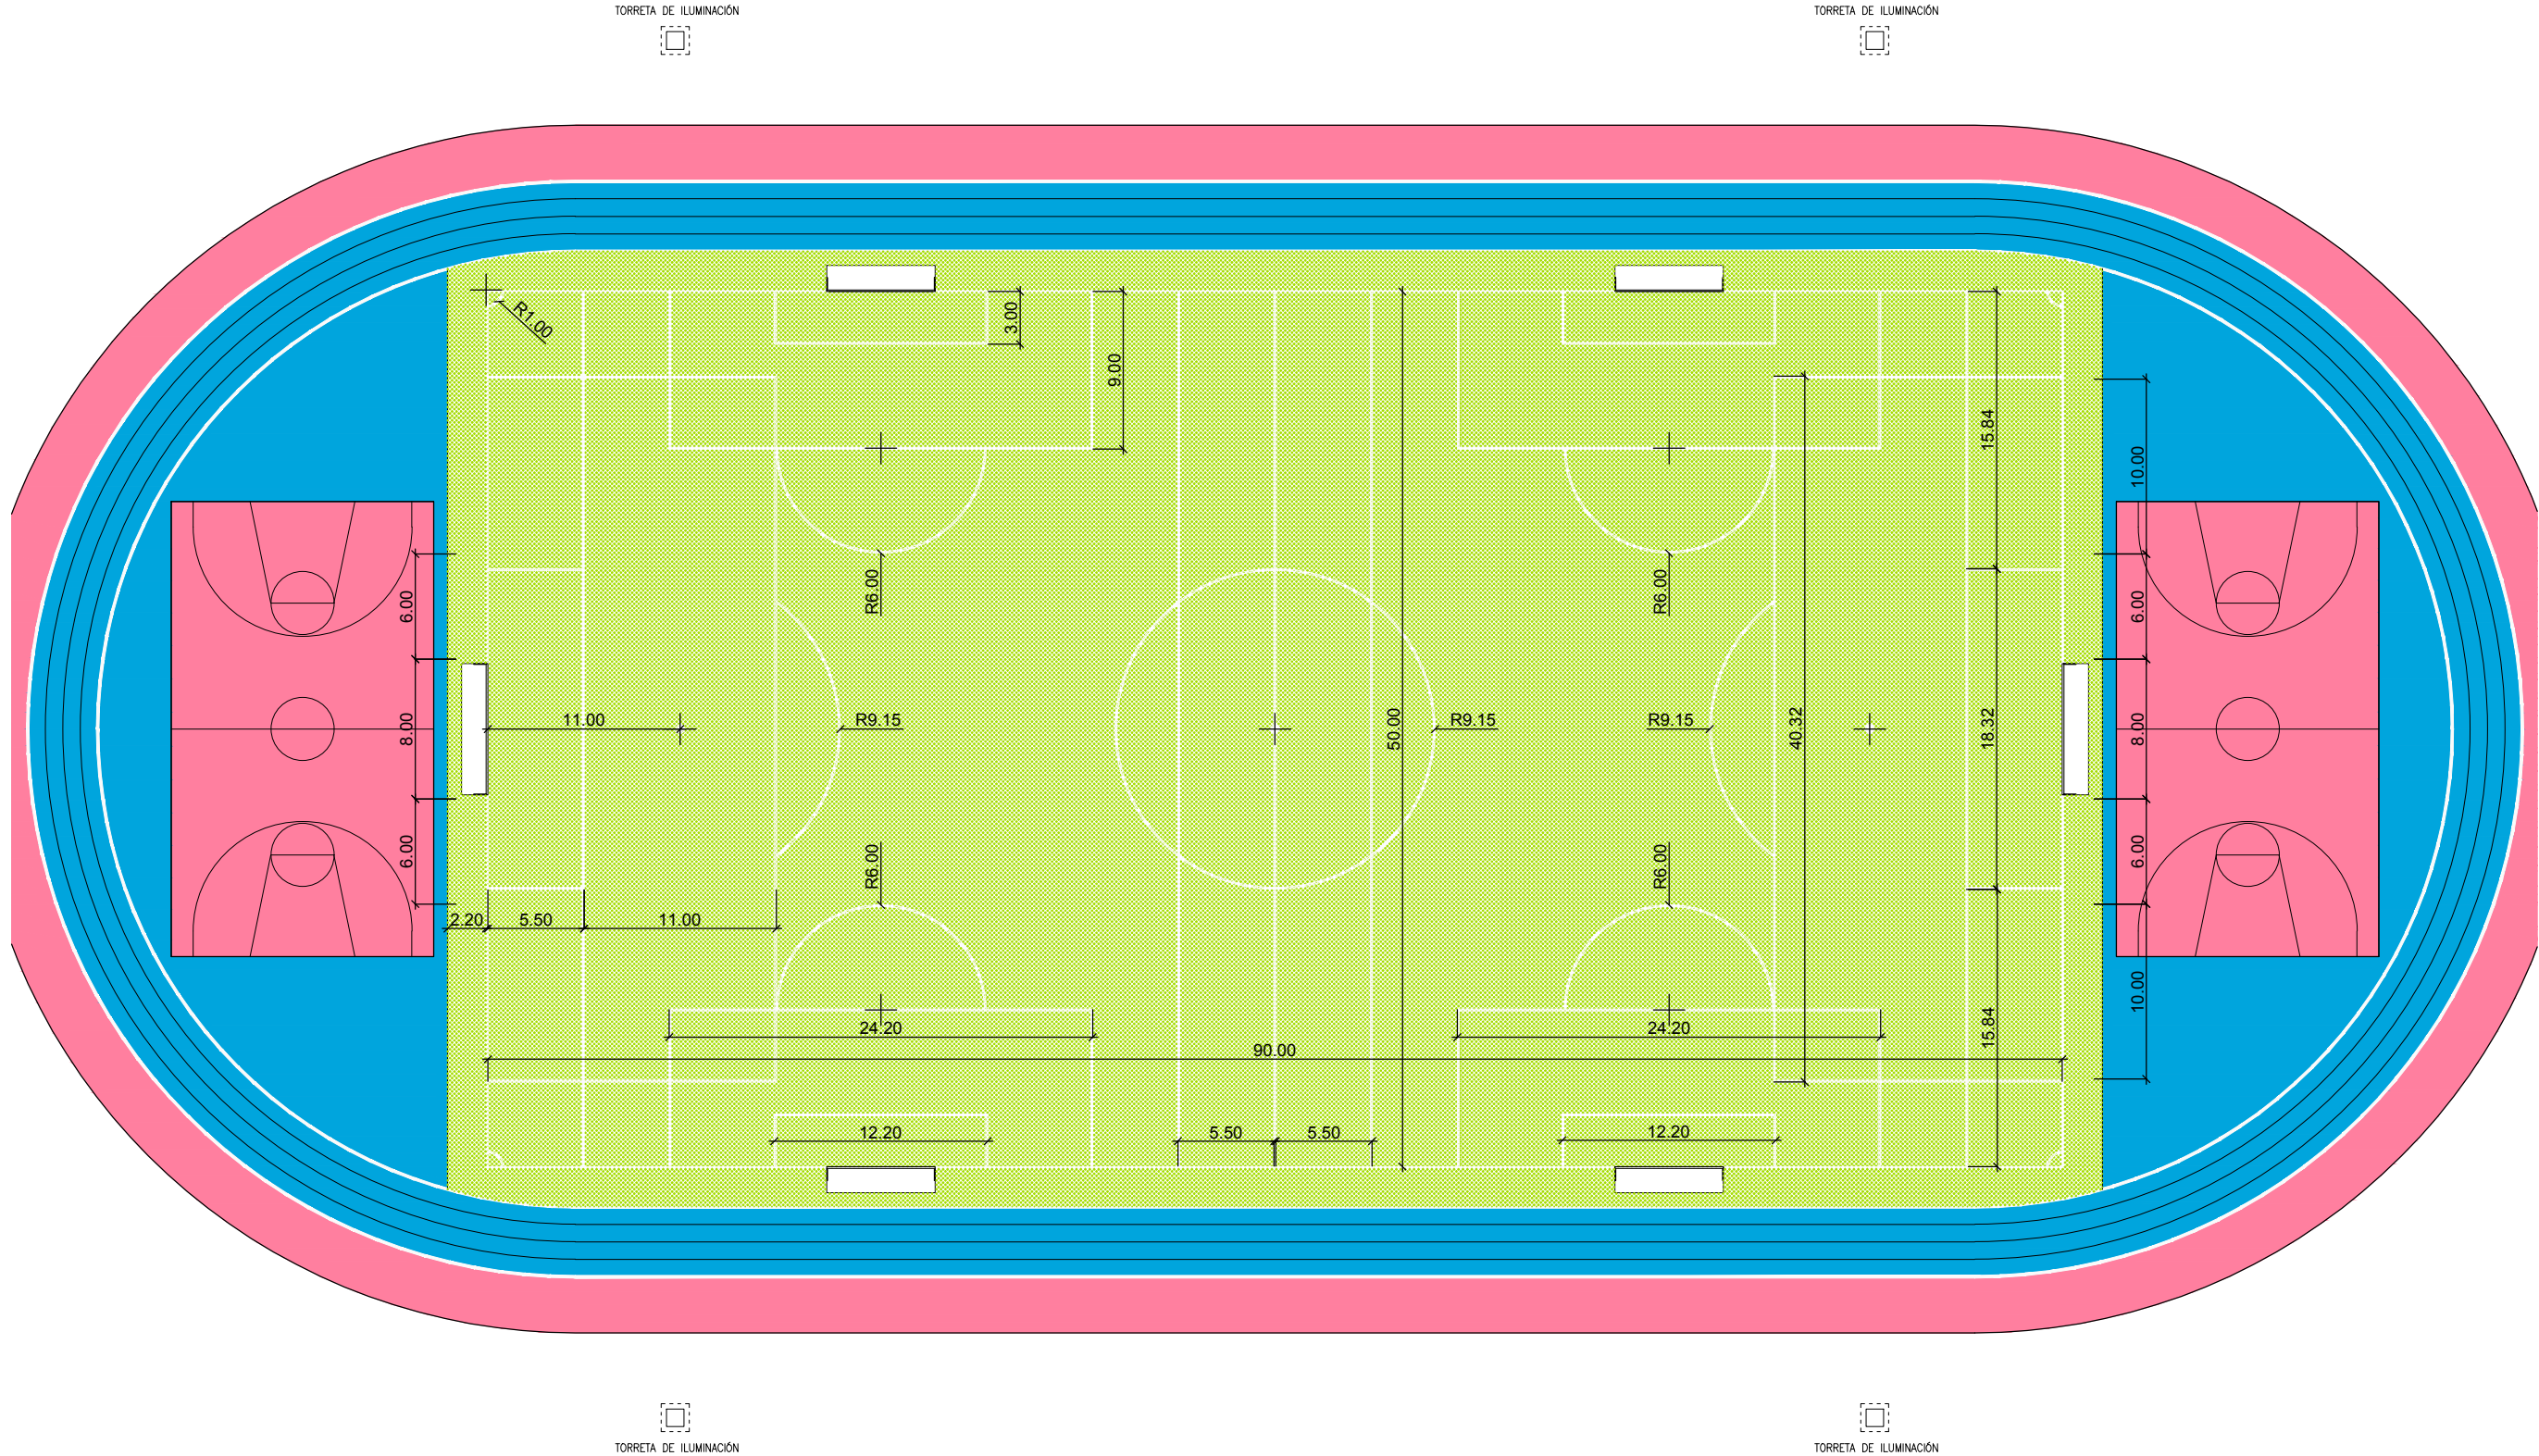 TORRETA DE ILUMINACIÓN
TORRETA DE ILUMINACIÓN
R1.00
3.00
9.00
15.84
10.00
R6.00
R6.00
6.00
6.00
11.00
R9.15
R9.15
R9.15
8.00
50.00
40.32
18.32
8.00
6.00
R6.00
R6.00
6.00
2.20
5.50
11.00
10.00
24.20
24.20
15.84
90.00
12.20
5.50
5.50
12.20
TORRETA DE ILUMINACIÓN
TORRETA DE ILUMINACIÓN